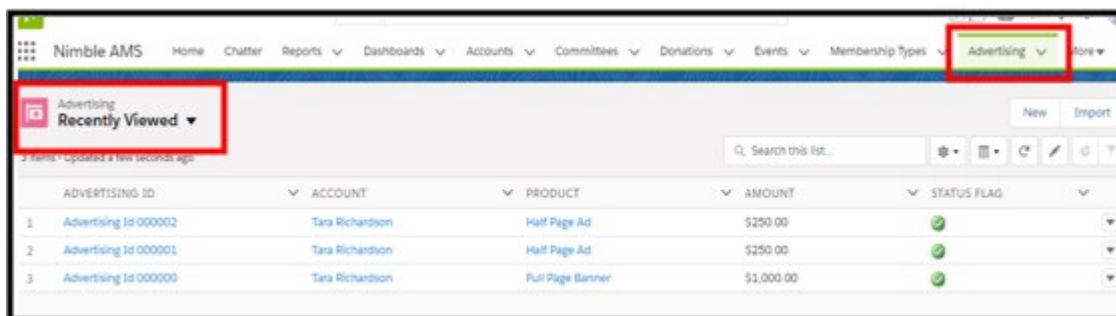 Nimble AMS Home Chatter Reports Dashboards Accounts Committees Donations Events Membership Types Advertising More
Advertising
Recently Viewed
New Import
3 items • Updated a few seconds ago
Search this list...
ADVERTISING ID ACCOUNT PRODUCT AMOUNT STATUS FLAG
1 Advertising Id 000002 Tara Richardson Half Page Ad $250.00
2 Advertising Id 000001 Tara Richardson Half Page Ad $250.00
3 Advertising Id 000000 Tara Richardson Full Page Banner $1,000.00